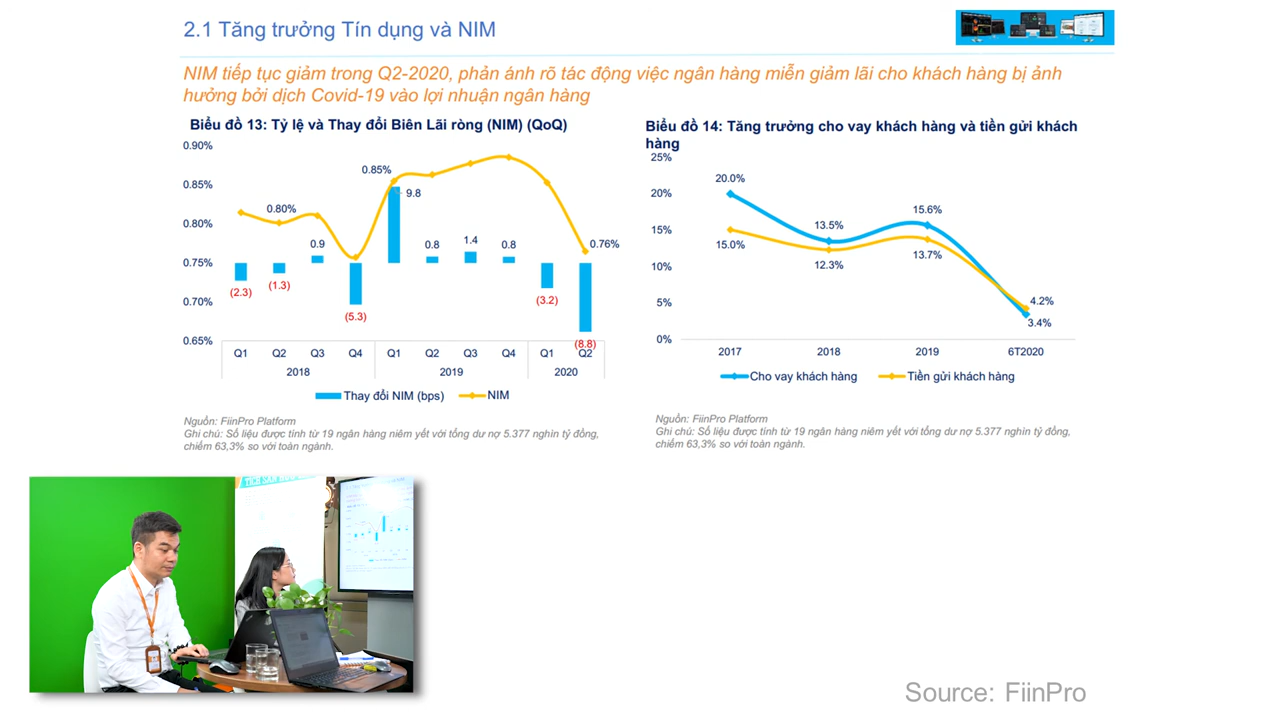 2.1 Tăng trưởng Tín dụng và NIM
NIM tiếp tục giảm trong Q2-2020, phản ánh rõ tác động việc ngân hàng miễn giảm lãi cho khách hàng bị ảnh
hưởng bởi dịch Covid-19 vào lợi nhuận ngân hàng
Biểu đồ 13: Tỷ lệ và Thay đổi Biên Lãi ròng (NIM) (QoQ)
0.90%
0.85%
0.80%
0.75%
0.70%
0.65%
0.85%
9.8
0.80%
0.9
0.8
1.4
0.8
0.76%
(2.3)
(1.3)
(5.3)
(3.2)
(8.8)
Q1 Q2 Q3 Q4 Q1 Q2 Q3 Q4 Q1 Q2
2018 2019 2020
Thay đổi NIM (bps) NIM
Nguồn: FiinPro Platform
Ghi chú: Số liệu được tính từ 19 ngân hàng niêm yết với tổng dư nợ 5.377 nghìn tỷ đồng,
chiếm 63,3% so với toàn ngành.
Biểu đồ 14: Tăng trưởng cho vay khách hàng và tiền gửi khách
hàng
25%
20%
15%
10%
5%
0%
20.0%
15.0%
13.5%
12.3%
15.6%
13.7%
4.2%
3.4%
2017 2018 2019 6T2020
Cho vay khách hàng Tiền gửi khách hàng
Nguồn: FiinPro Platform
Ghi chú: Số liệu được tính từ 19 ngân hàng niêm yết với tổng dư nợ 5.377 nghìn tỷ đồng,
chiếm 63,3% so với toàn ngành.
Source: FiinPro